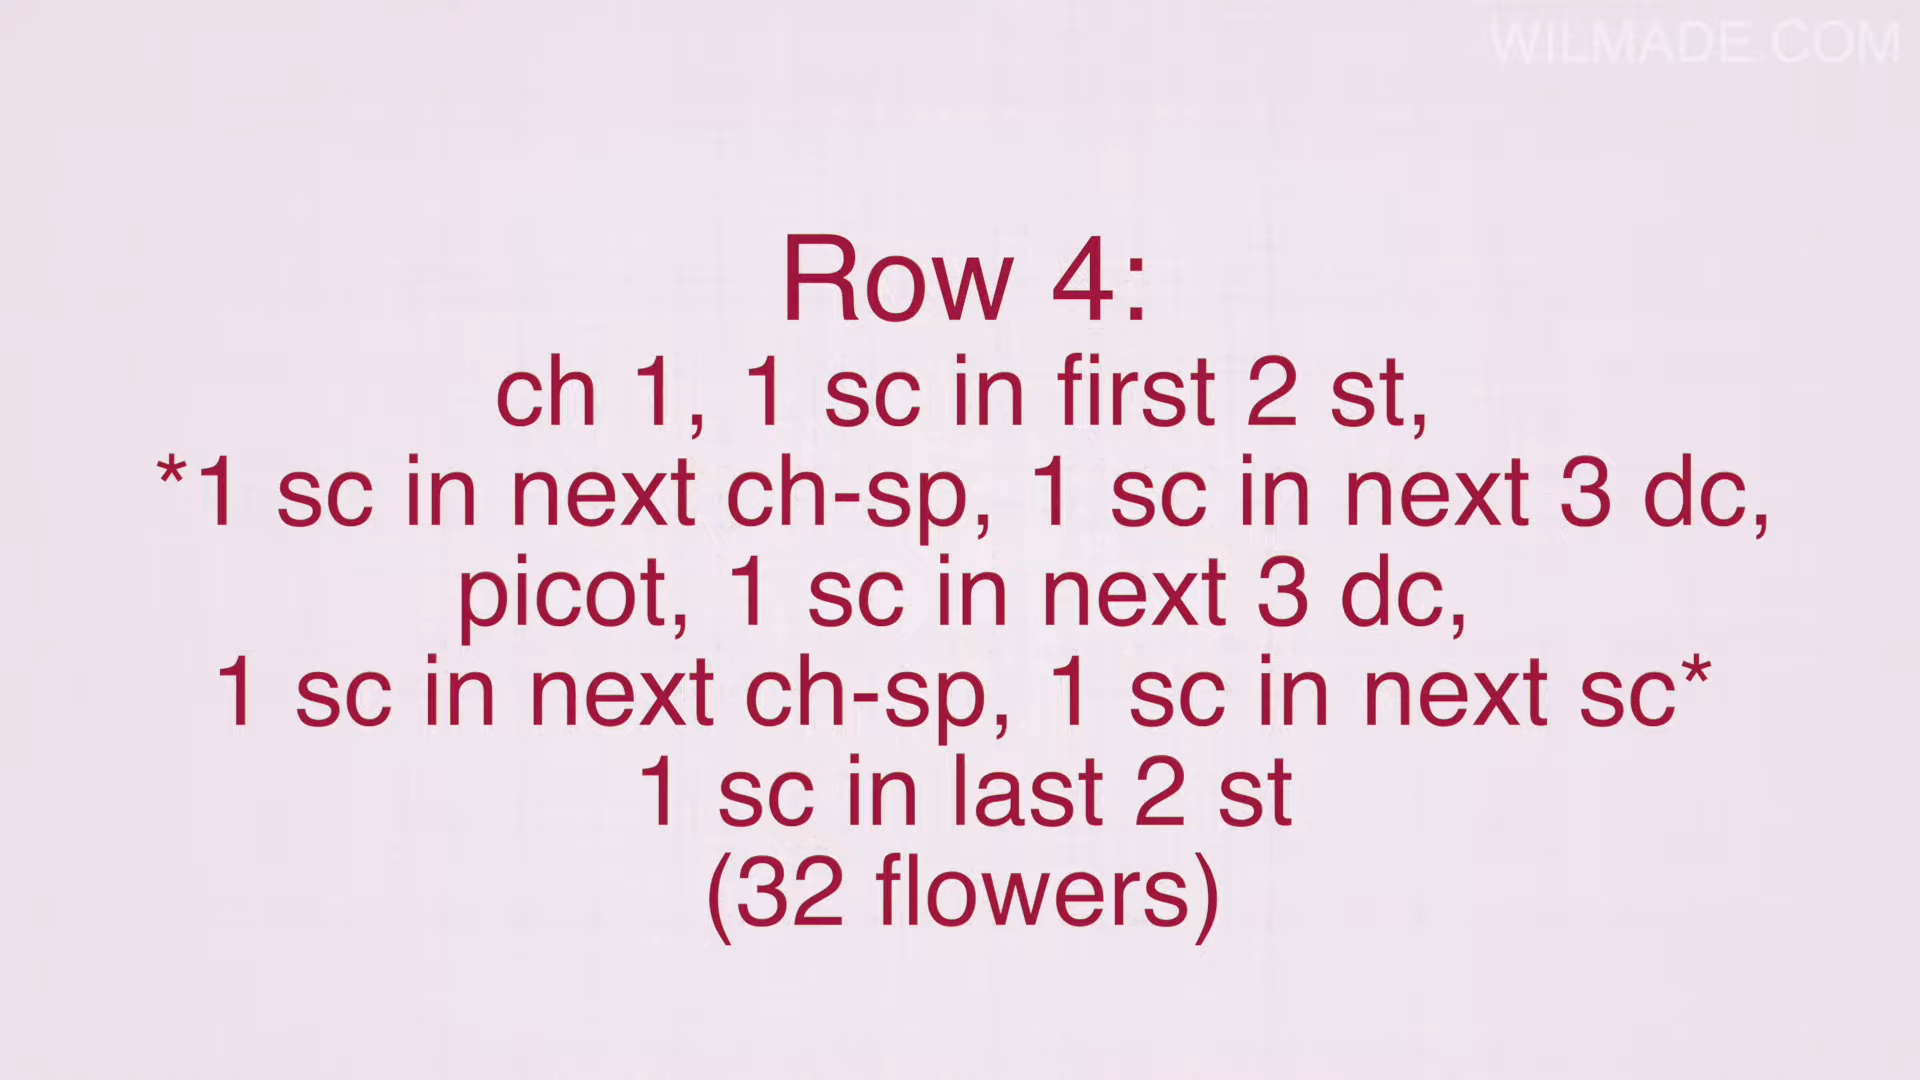 WILMADE.COM
Row 4:
ch 1, 1 sc in first 2 st,
*1 sc in next ch-sp, 1 sc in next 3 dc,
picot, 1 sc in next 3 dc,
1 sc in next ch-sp, 1 sc in next sc*
1 sc in last 2 st
(32 flowers)